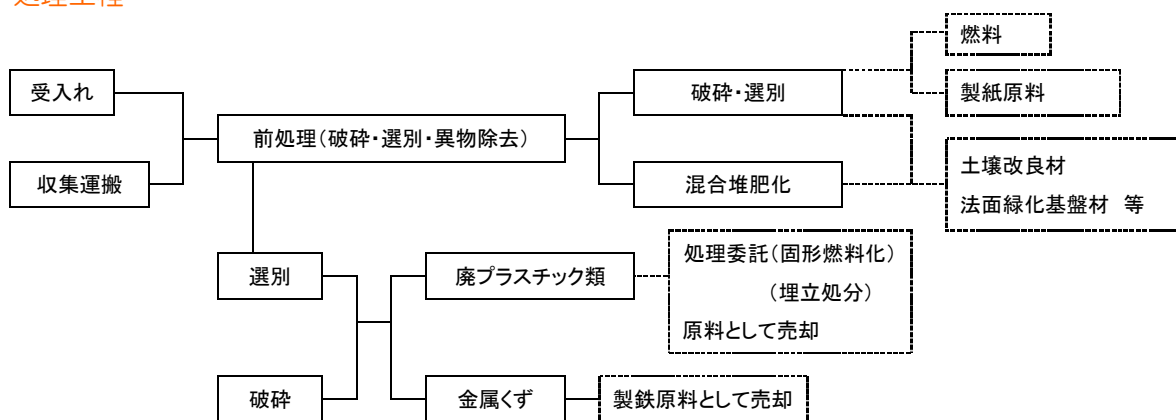 処理工程
燃料
受入れ
破砕・選別
製紙原料
前処理(破砕・選別・異物除去)
収集運搬
混合堆肥化
土壌改良材
法面緑化基盤材 等
選別
廃プラスチック類
処理委託(固形燃料化)
(埋立処分)
原料として売却
破砕
金属くず
製鉄原料として売却